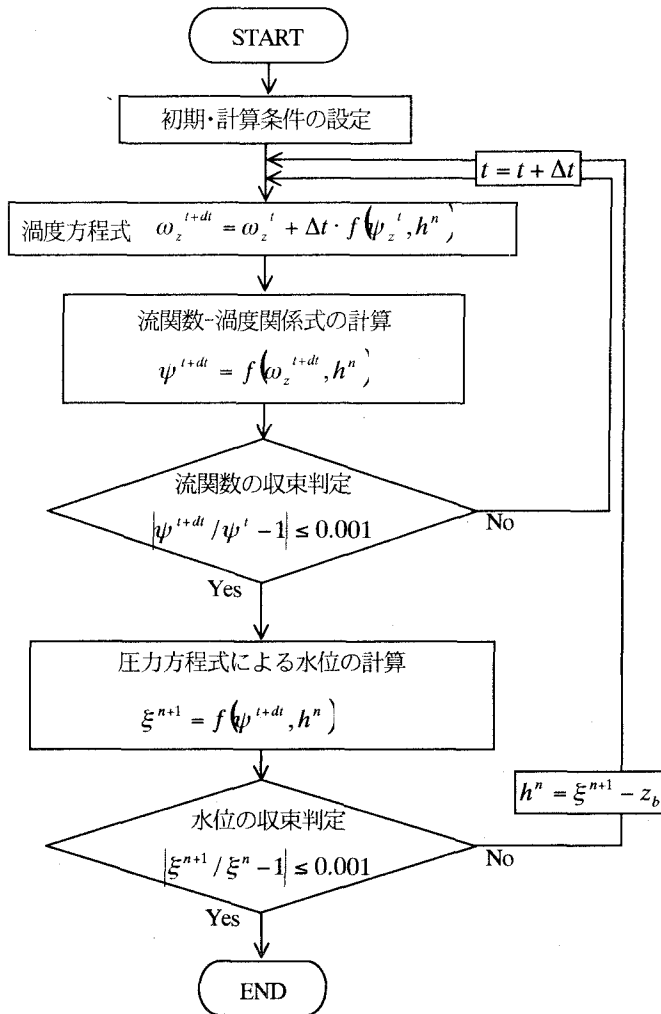 START
初期・計算条件の設定
t = t + Δt
渦度方程式 ω_z^{t+dt} = ω_z^t + Δt · f(ψ_z^t, h^n)
流関数-渦度関係式の計算
ψ^{t+dt} = f(ω_z^{t+dt}, h^n)
流関数の収束判定
|ψ^{t+dt} / ψ^t - 1| ≤ 0.001
No
Yes
圧力方程式による水位の計算
ξ^{n+1} = f(ψ^{t+dt}, h^n)
h^n = ξ^{n+1} - z_b
水位の収束判定
|ξ^{n+1} / ξ^n - 1| ≤ 0.001
No
Yes
END